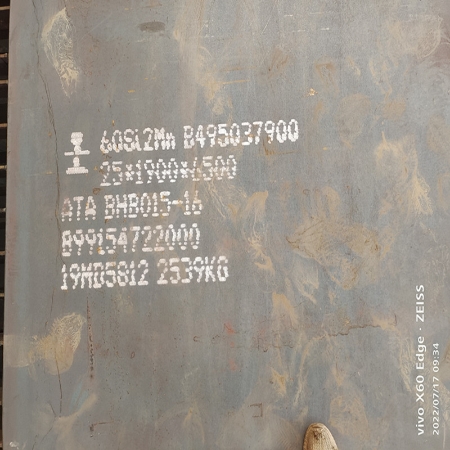 60Si2Mn B495037900
25*1900*6500
ATA BHB015-16
B99154722000
19MD5812 2539KG
vivo X60 Edge · ZEISS
2022/07/17 09:34